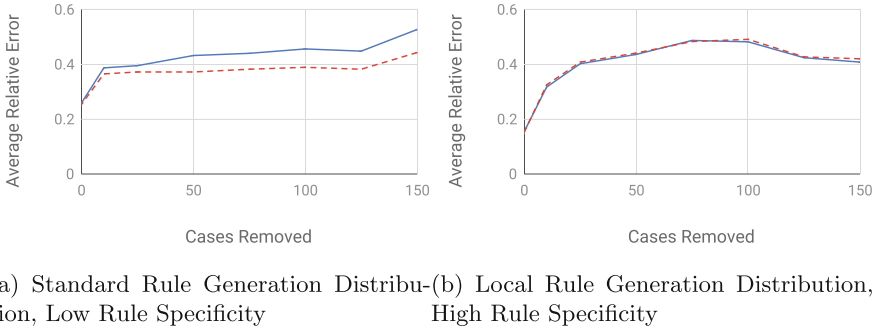 0.6
0.4
0.2
0
0
50
100
150
Average Relative Error
Cases Removed
0.6
0.4
0.2
0
0
50
100
150
Average Relative Error
Cases Removed
a) Standard Rule Generation Distribu-
ion, Low Rule Specificity
(b) Local Rule Generation Distribution,
High Rule Specificity